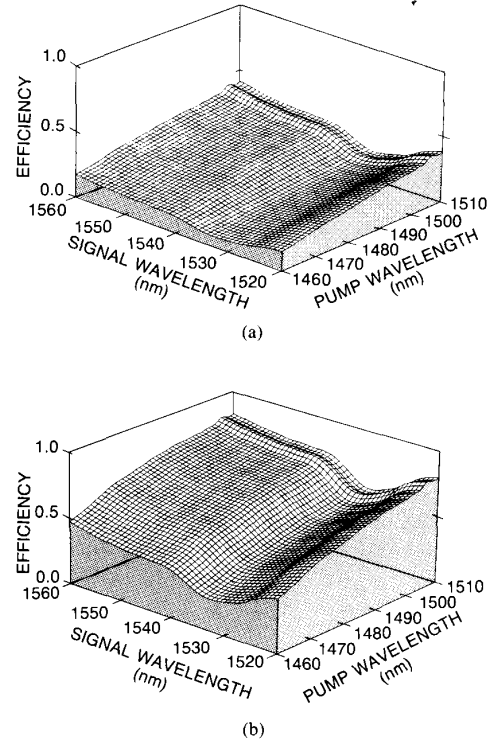 EFFICIENCY
1.0
0.5
0.0
1560
1550
1540
1530
1520
SIGNAL WAVELENGTH
(nm)
1460
1470
1480
1490
1500
1510
PUMP WAVELENGTH
(nm)
(a)
EFFICIENCY
1.0
0.5
0.0
1560
1550
1540
1530
1520
SIGNAL WAVELENGTH
(nm)
1460
1470
1480
1490
1500
1510
PUMP WAVELENGTH
(nm)
(b)